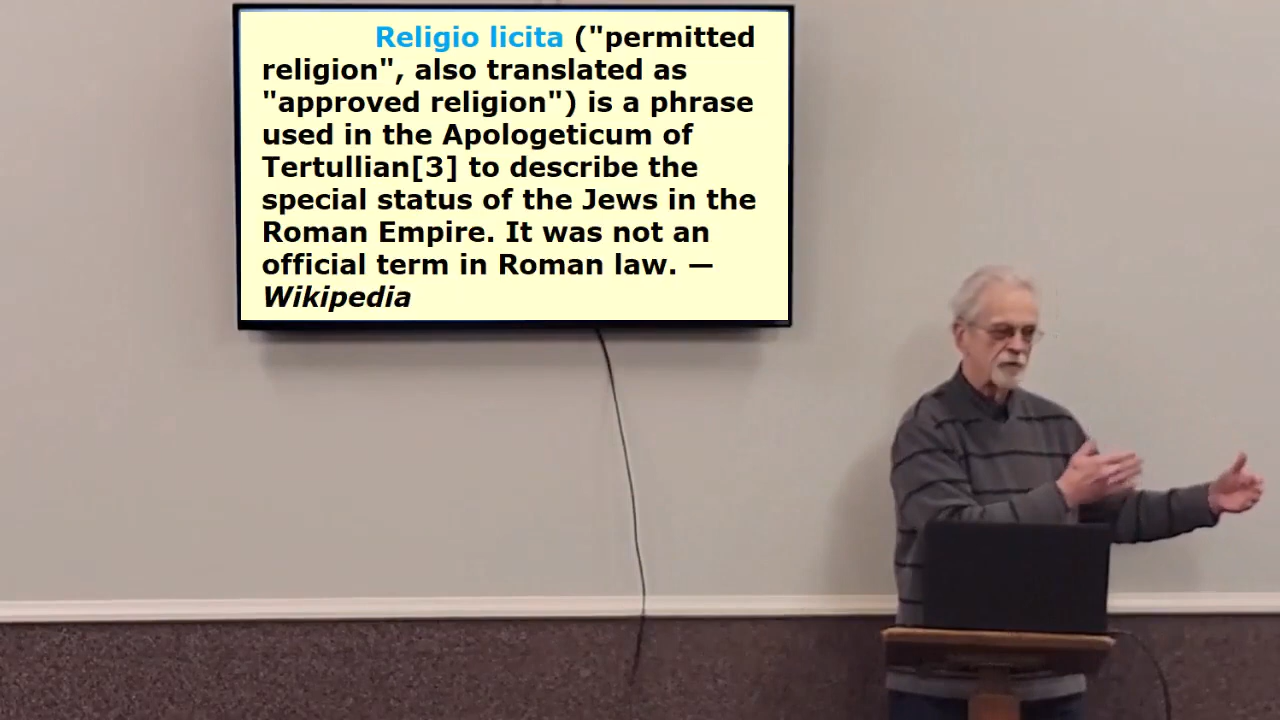 Religio licita ("permitted
religion", also translated as
"approved religion") is a phrase
used in the Apologeticum of
Tertullian[3] to describe the
special status of the Jews in the
Roman Empire. It was not an
official term in Roman law. —
Wikipedia